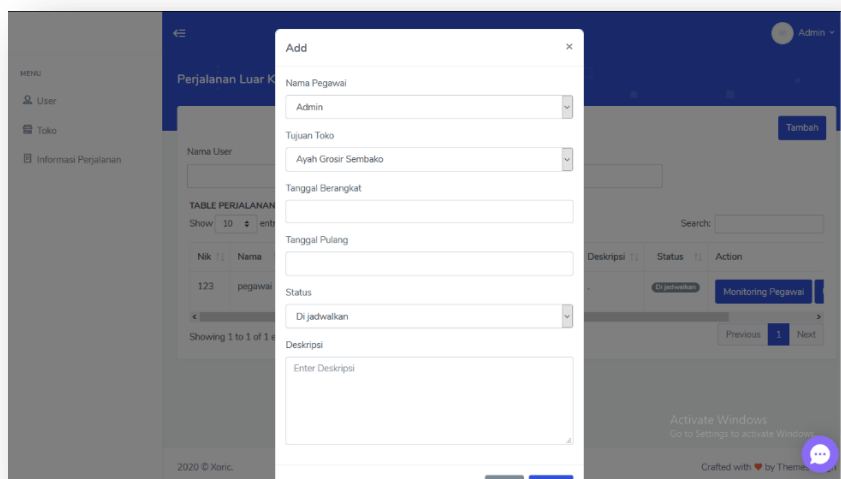 Admin
MENU
User
Toko
Informasi Perjalanan
Perjalanan Luar K
Tambah
Nama User
TABLE PERJALANAN
Show 10 entr
Search:
Nik Nama Deskripsi Status Action
123 pegawai . Di jadwalkan Monitoring Pegawai
Showing 1 to 1 of 1 e
Previous 1 Next
Add ×
Nama Pegawai
Admin
Tujuan Toko
Ayah Grosir Sembako
Tanggal Berangkat
Tanggal Pulang
Status
Di jadwalkan
Deskripsi
Enter Deskripsi
Activate Windows
Go to Settings to activate Windows.
2020 © Xoric.
Crafted with by